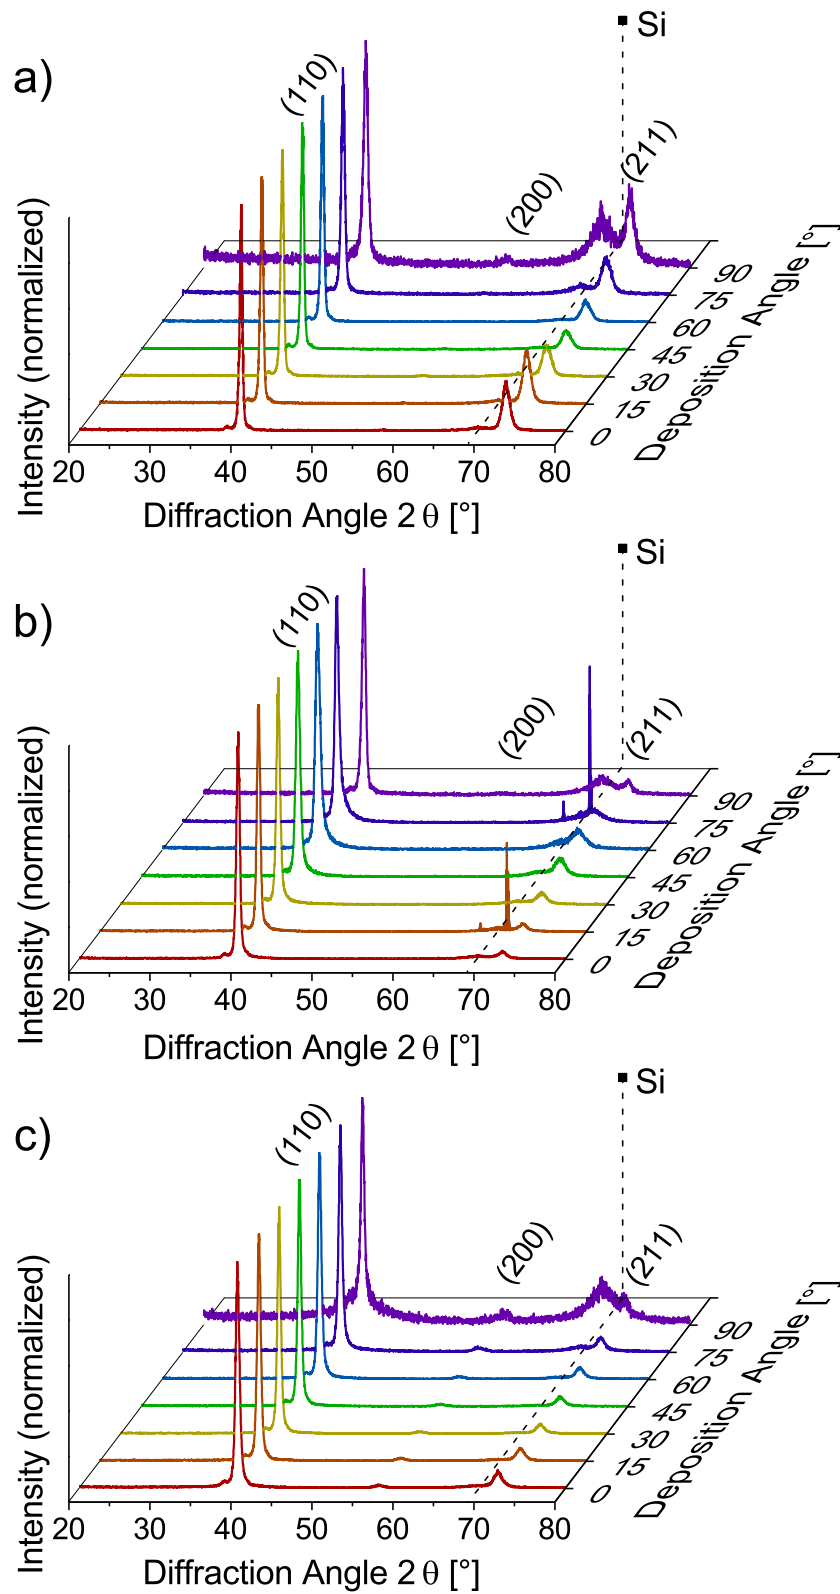 Si
a)
(110)
(200)
(211)
Intensity (normalized)
90
75
60
45
30
15
0
Deposition Angle [°]
20 30 40 50 60 70 80
Diffraction Angle 2 θ [°]
Si
b)
(110)
(200)
(211)
Intensity (normalized)
90
75
60
45
30
15
0
Deposition Angle [°]
20 30 40 50 60 70 80
Diffraction Angle 2 θ [°]
Si
c)
(110)
(200)
(211)
Intensity (normalized)
90
75
60
45
30
15
0
Deposition Angle [°]
20 30 40 50 60 70 80
Diffraction Angle 2 θ [°]